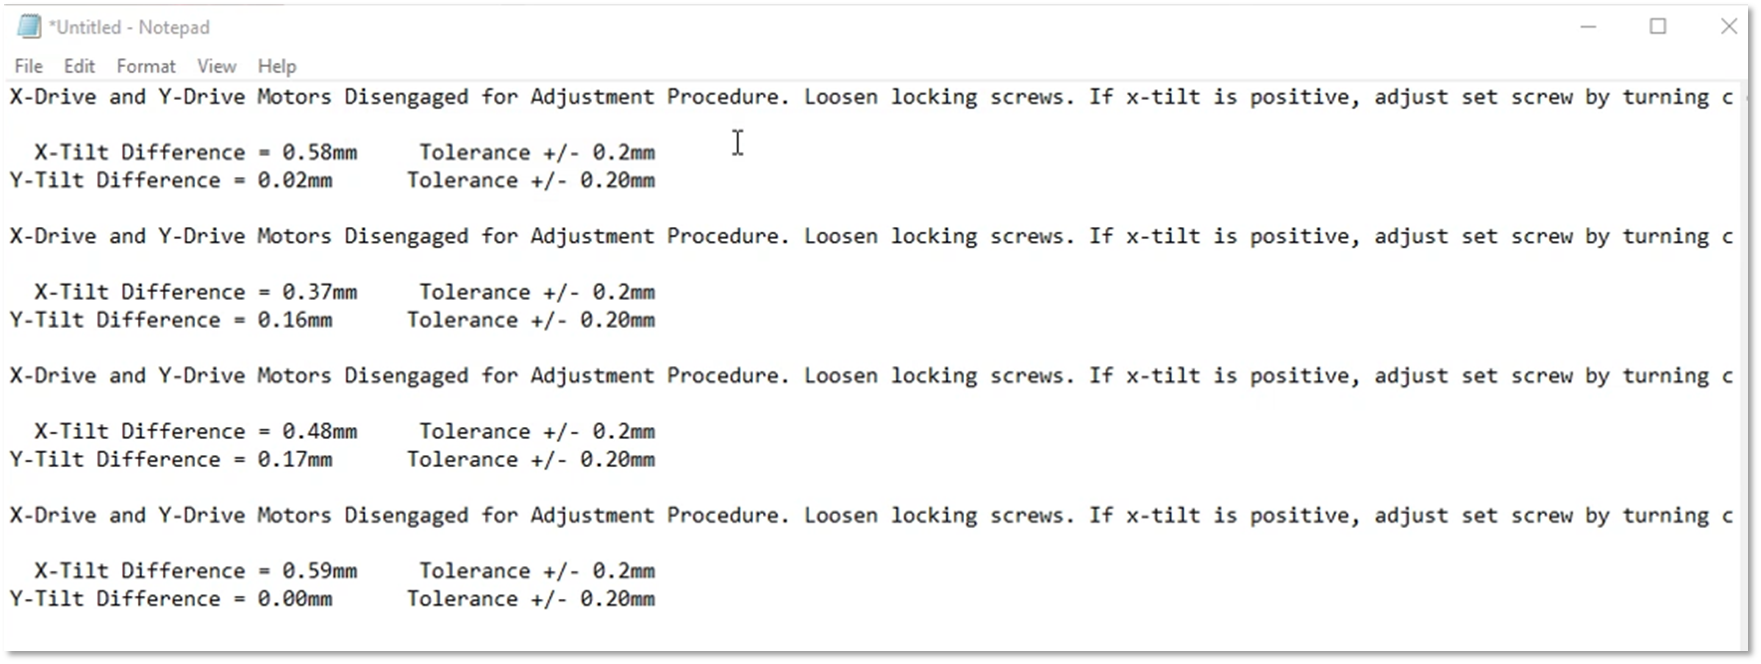 *Untitled - Notepad
File Edit Format View Help
X-Drive and Y-Drive Motors Disengaged for Adjustment Procedure. Loosen locking screws. If x-tilt is positive, adjust set screw by turning c
X-Tilt Difference = 0.58mm Tolerance +/- 0.2mm
Y-Tilt Difference = 0.02mm Tolerance +/- 0.20mm
X-Drive and Y-Drive Motors Disengaged for Adjustment Procedure. Loosen locking screws. If x-tilt is positive, adjust set screw by turning c
X-Tilt Difference = 0.37mm Tolerance +/- 0.2mm
Y-Tilt Difference = 0.16mm Tolerance +/- 0.20mm
X-Drive and Y-Drive Motors Disengaged for Adjustment Procedure. Loosen locking screws. If x-tilt is positive, adjust set screw by turning c
X-Tilt Difference = 0.48mm Tolerance +/- 0.2mm
Y-Tilt Difference = 0.17mm Tolerance +/- 0.20mm
X-Drive and Y-Drive Motors Disengaged for Adjustment Procedure. Loosen locking screws. If x-tilt is positive, adjust set screw by turning c
X-Tilt Difference = 0.59mm Tolerance +/- 0.2mm
Y-Tilt Difference = 0.00mm Tolerance +/- 0.20mm